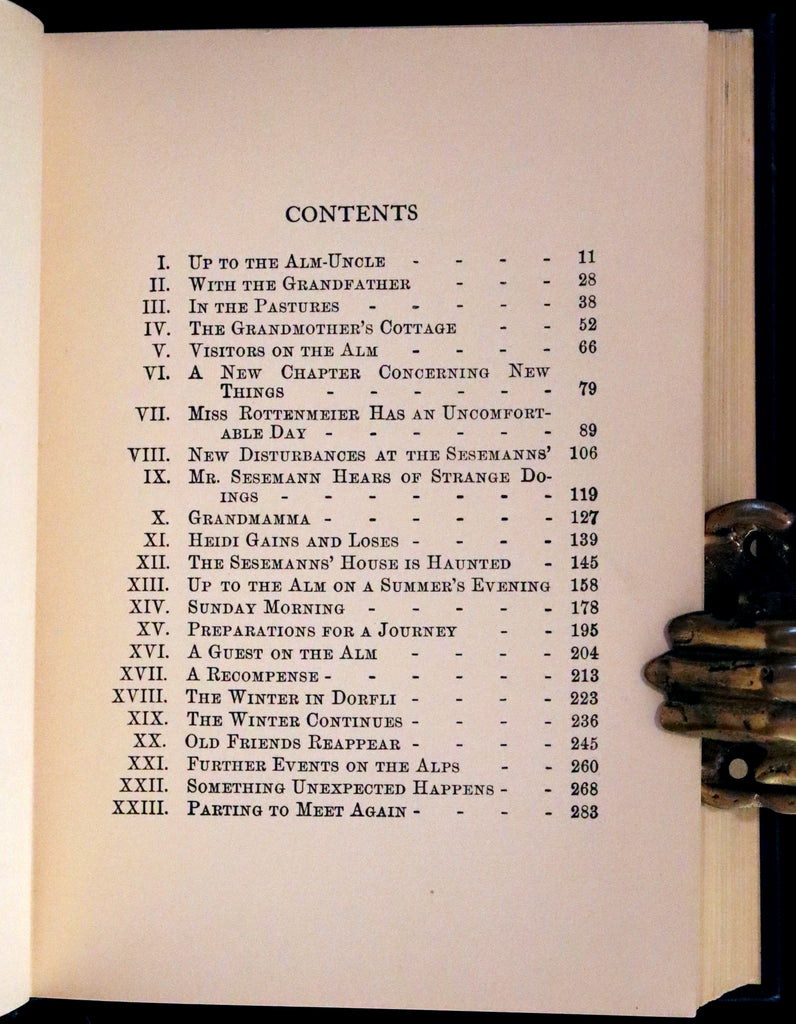 CONTENTS
I. Up to the Alm-Uncle - - - - 11
II. With the Grandfather - - - 28
III. In the Pastures - - - - - 38
IV. The Grandmother's Cottage - - 52
V. Visitors on the Alm - - - - 66
VI. A New Chapter Concerning New
Things - - - - - - 79
VII. Miss Rottenmeier Has an Uncomfort-
able Day - - - - - - 89
VIII. New Disturbances at the Sesemanns' 106
IX. Mr. Sesemann Hears of Strange Do-
ings - - - - - - - 119
X. Grandmamma - - - - - - 127
XI. Heidi Gains and Loses - - - - 139
XII. The Sesemanns' House is Haunted - 145
XIII. Up to the Alm on a Summer's Evening 158
XIV. Sunday Morning - - - - - 178
XV. Preparations for a Journey - - 195
XVI. A Guest on the Alm - - - - 204
XVII. A Recompense - - - - - - 213
XVIII. The Winter in Dorfli - - - - 223
XIX. The Winter Continues - - - - 236
XX. Old Friends Reappear - - - - 245
XXI. Further Events on the Alps - - 260
XXII. Something Unexpected Happens - - 268
XXIII. Parting to Meet Again - - - - 283